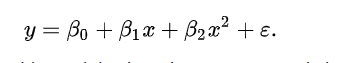 y = β₀ + β₁x + β₂x² + ε.